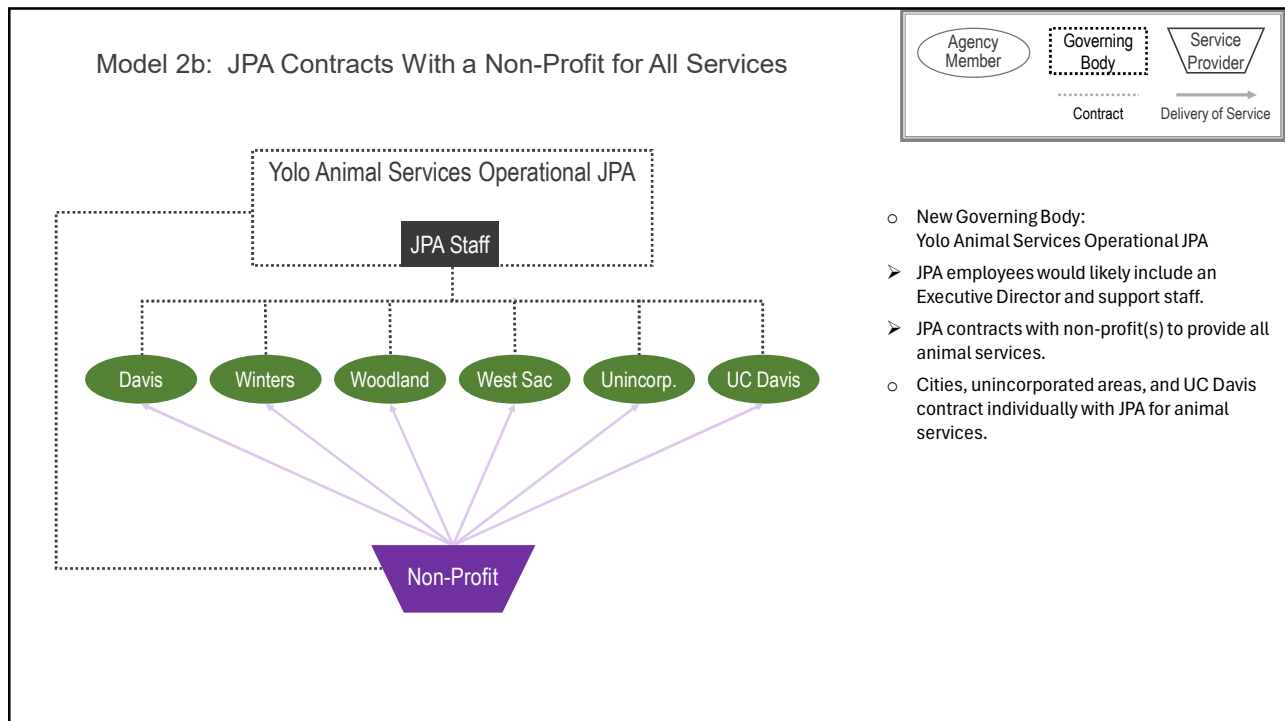 Model 2b: JPA Contracts With a Non-Profit for All Services
Agency
Member
Governing
Body
Service
Provider
Contract
Delivery of Service
Yolo Animal Services Operational JPA
JPA Staff
Davis
Winters
Woodland
West Sac
Unincorp.
UC Davis
Non-Profit
o New Governing Body:
Yolo Animal Services Operational JPA
➢ JPA employees would likely include an
Executive Director and support staff.
➢ JPA contracts with non-profit(s) to provide all
animal services.
o Cities, unincorporated areas, and UC Davis
contract individually with JPA for animal
services.